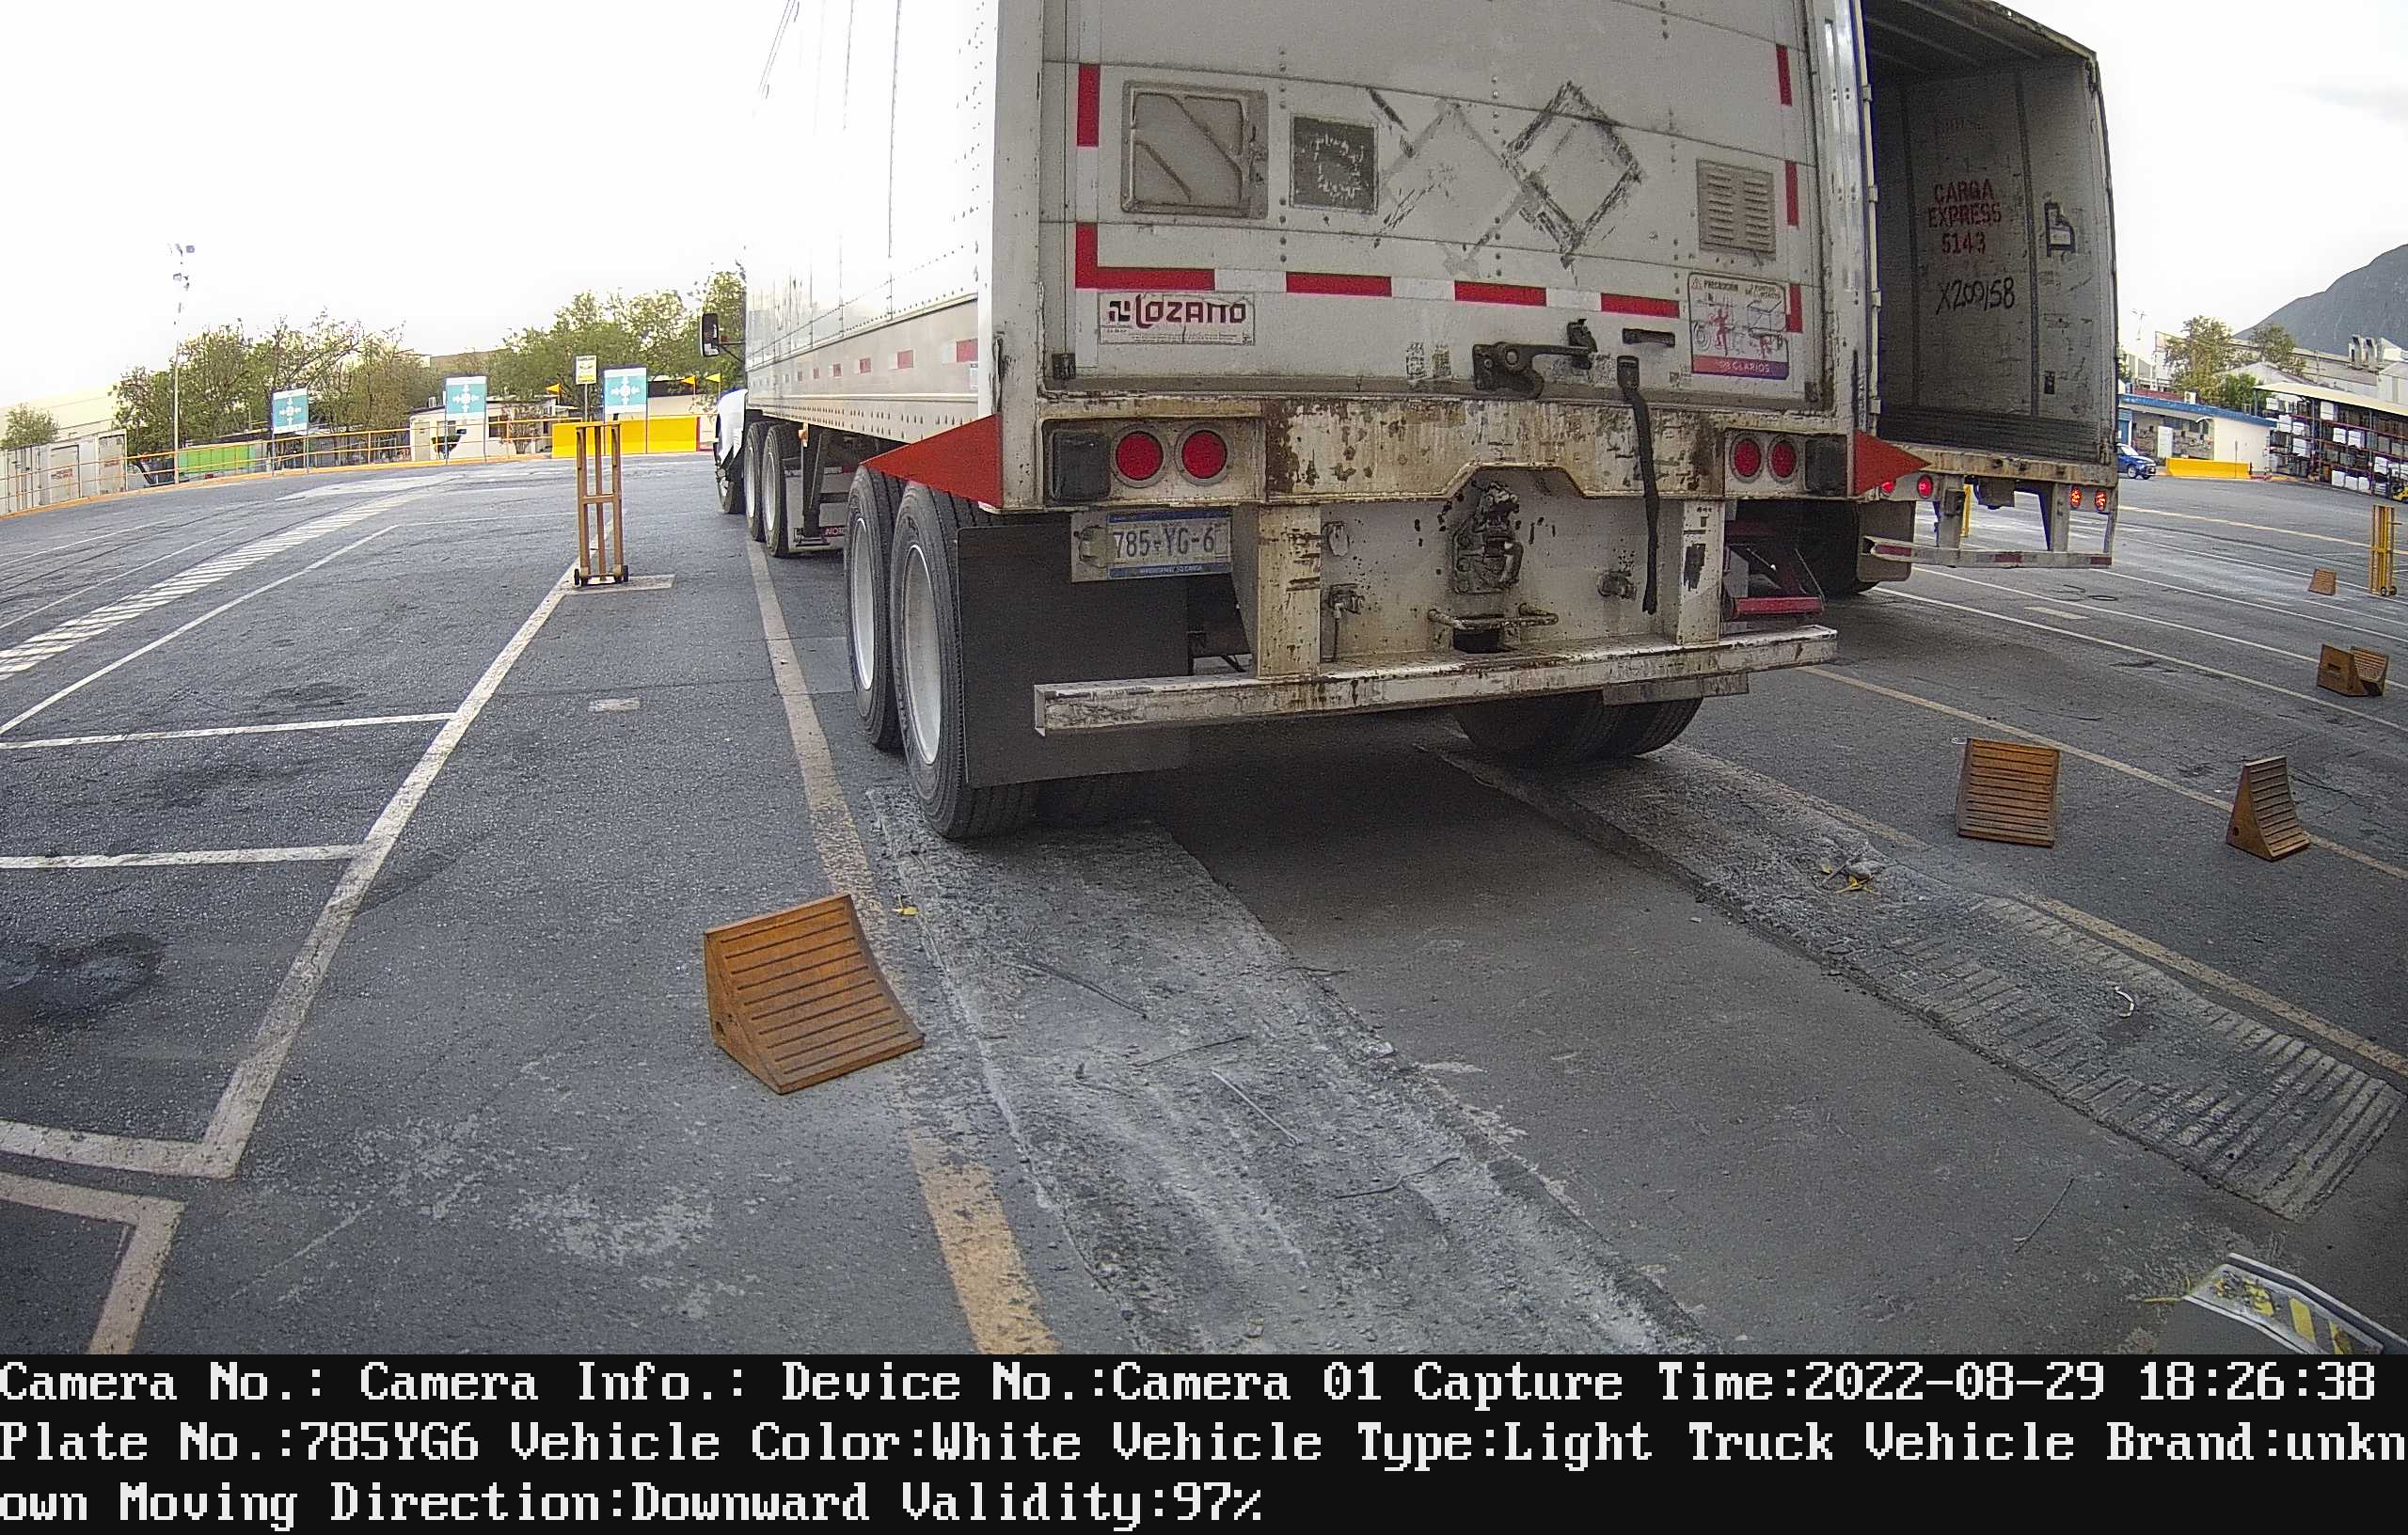 CARGA
EXPRESS
5143
X200158
LOZANO
PRECAUCIÓN
CLARIOS
785-YG-6
Camera No.: Camera Info.: Device No.:Camera 01 Capture Time:2022-08-29 18:26:38
Plate No.:785YG6 Vehicle Color:White Vehicle Type:Light Truck Vehicle Brand:unkn
own Moving Direction:Downward Validity:97%